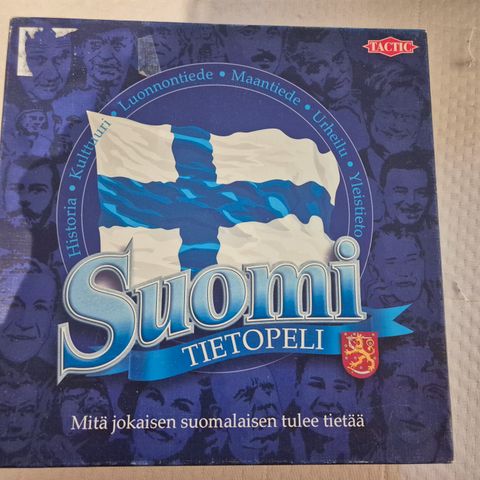 TACTIC
Historia • Kulttuuri • Luonnontiede • Maantiede • Urheilu • Yleistieto
Suomi
TIETOPELI
Mitä jokaisen suomalaisen tulee tietää